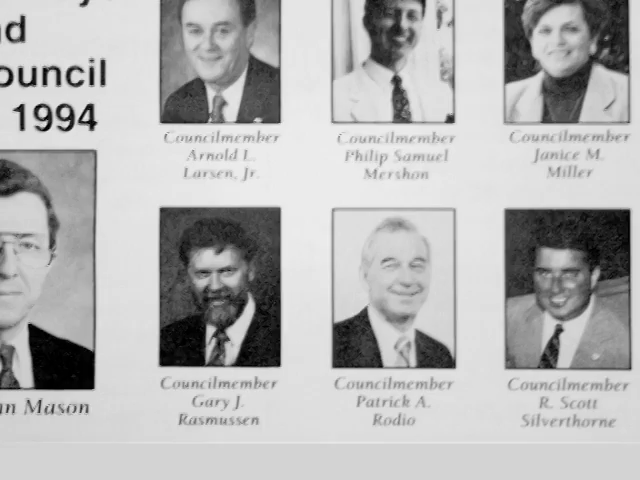 nd
ouncil
1994
Councilmember
Arnold L.
Larsen, Jr.
Councilmember
Philip Samuel
Mershon
Councilmember
Janice M.
Miller
an Mason
Councilmember
Gary J.
Rasmussen
Councilmember
Patrick A.
Rodio
Councilmember
R. Scott
Silverthorne